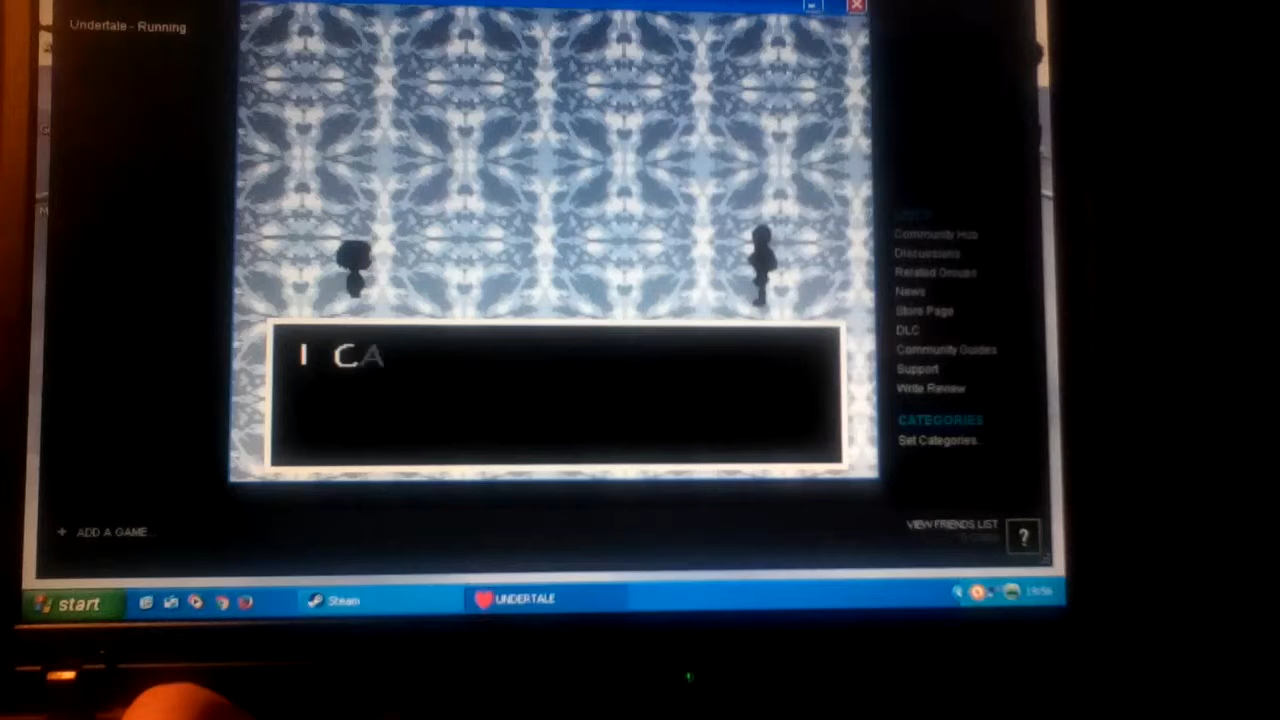 Undertale - Running
I CA
Community Hub
Discussions
Related Groups
News
Store Page
DLC
Community Guides
Support
Write Review
CATEGORIES
Set Categories...
+ ADD A GAME...
VIEW FRIENDS LIST
?
start
Steam
UNDERTALE